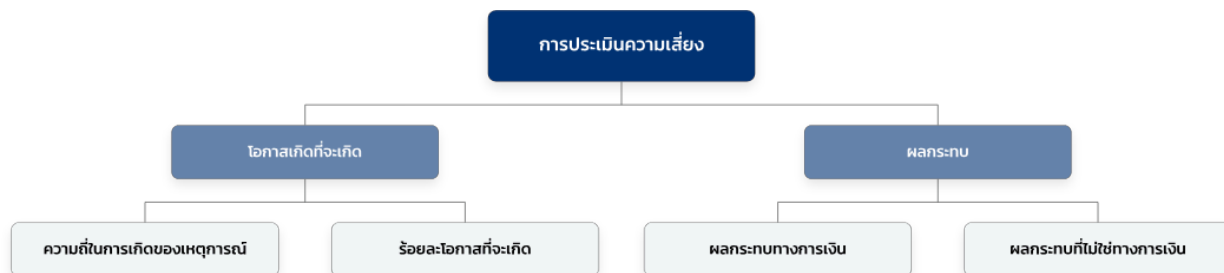 การประเมินความเสี่ยง
โอกาสเกิดที่จะเกิด
ผลกระทบ
ความถี่ในการเกิดของเหตุการณ์
ร้อยละโอกาสที่จะเกิด
ผลกระทบทางการเงิน
ผลกระทบที่ไม่ใช่ทางการเงิน